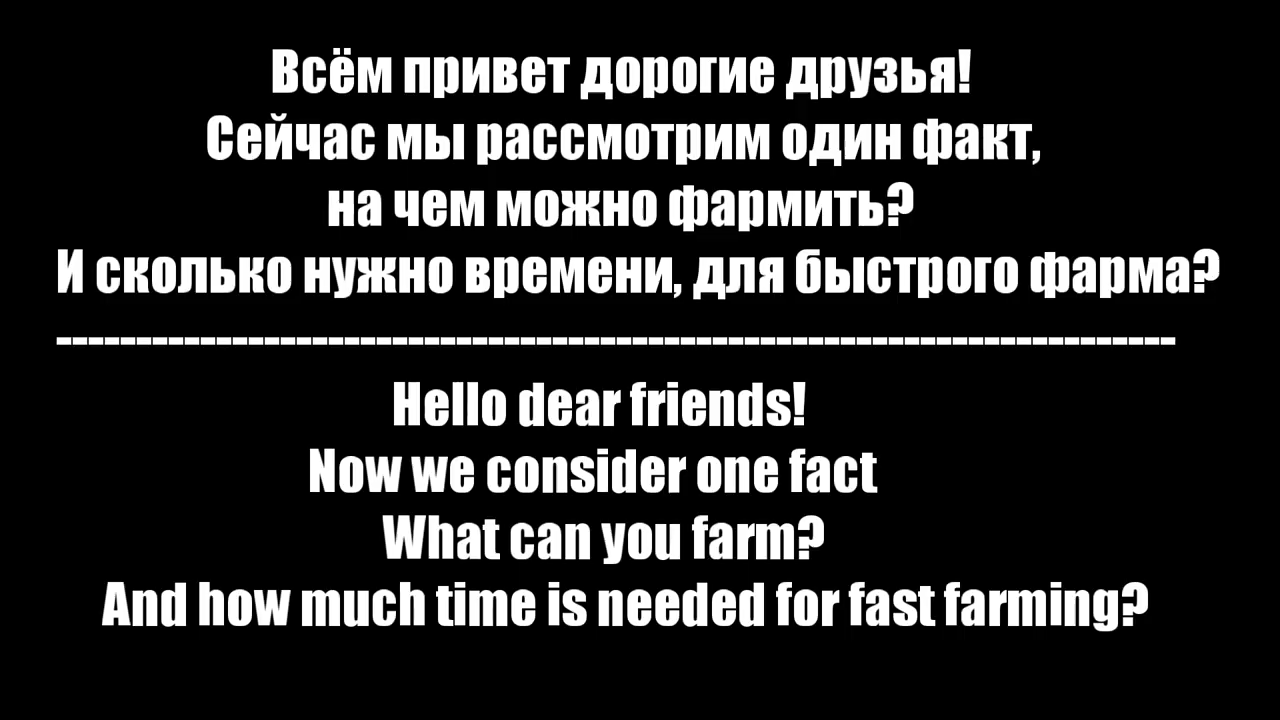 Всём привет дорогие друзья!
Сейчас мы рассмотрим один факт,
на чем можно фармить?
И сколько нужно времени, для быстрого фарма?
----------------------------------------------------------------------
Hello dear friends!
Now we consider one fact
What can you farm?
And how much time is needed for fast farming?